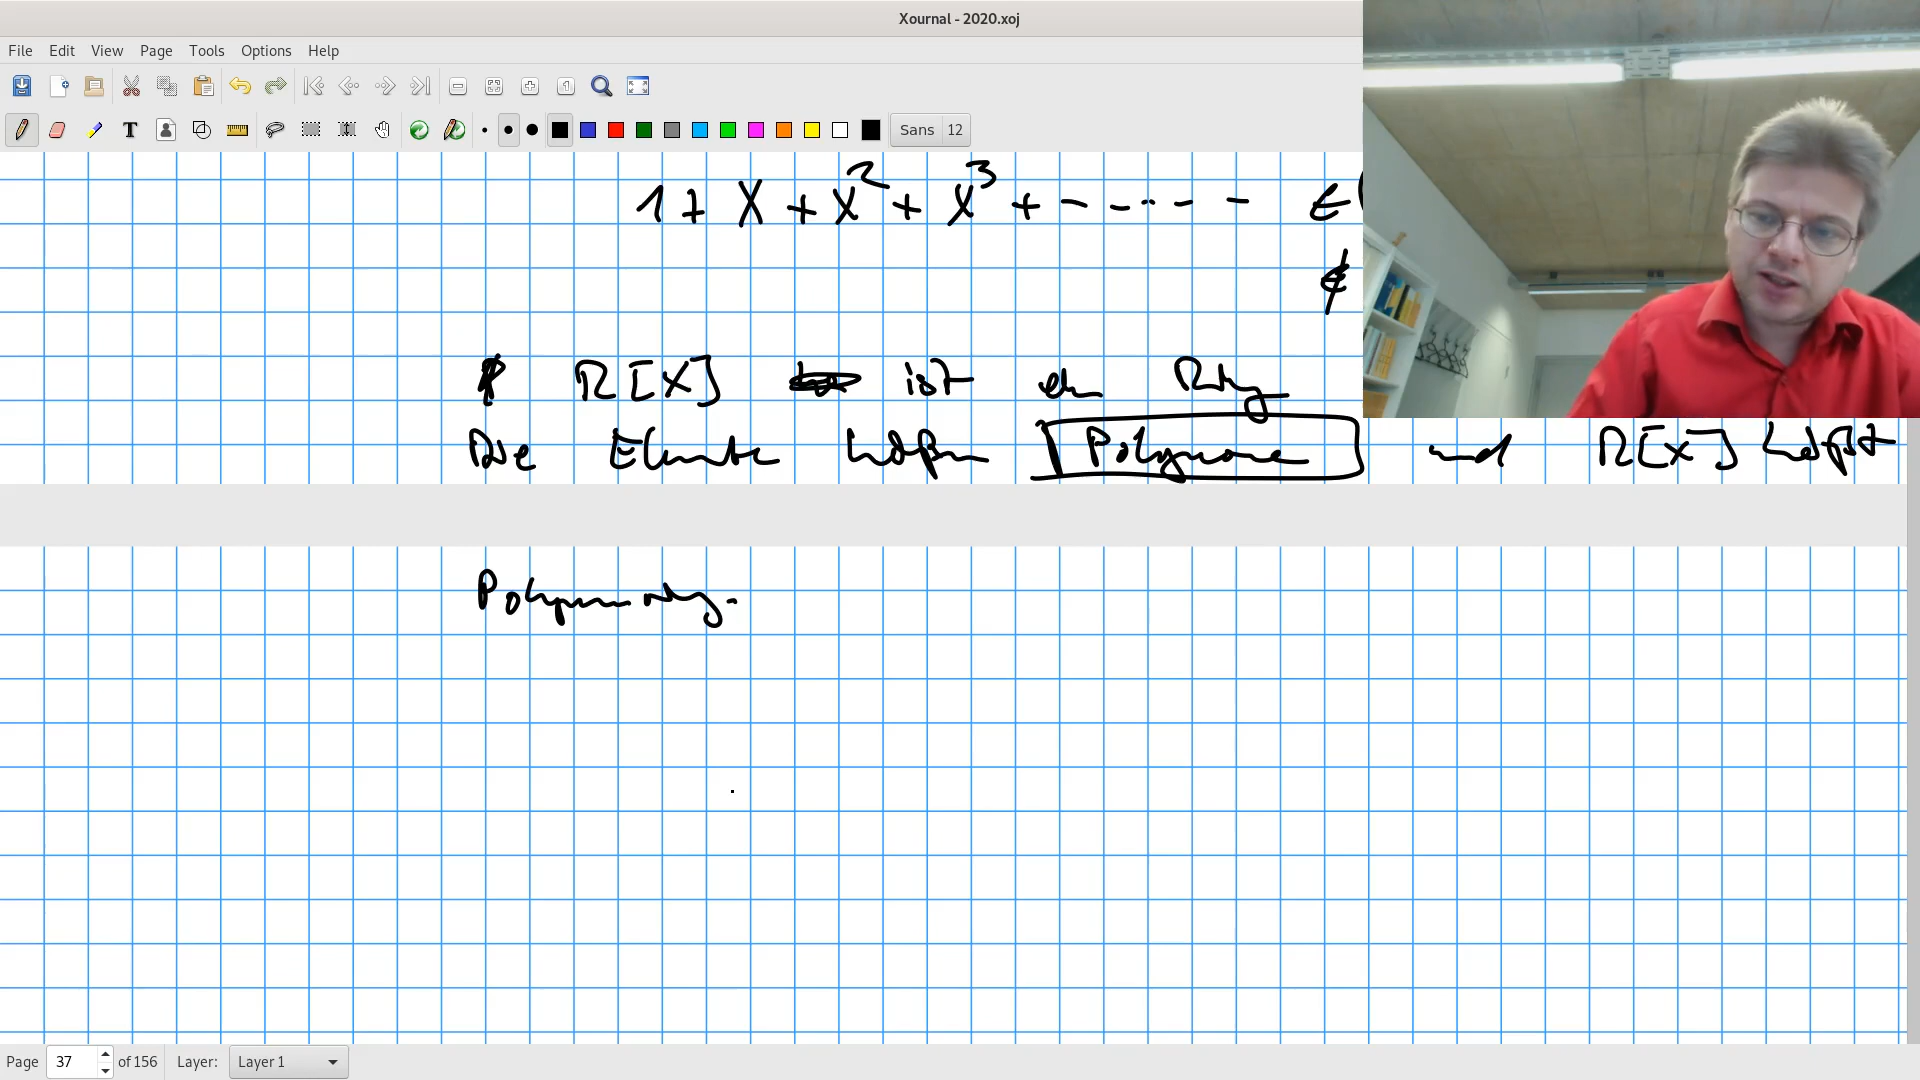 Xournal - 2020.xoj
File Edit View Page Tools Options Help
T Sans 12
1 + X + X² + X³ + - - · · - - ∈
∉
R[X] ist ein Ring
Die Elemente heißen Polynome und R[X] heißt
Polynomring.
Page 37 of 156 Layer: Layer 1